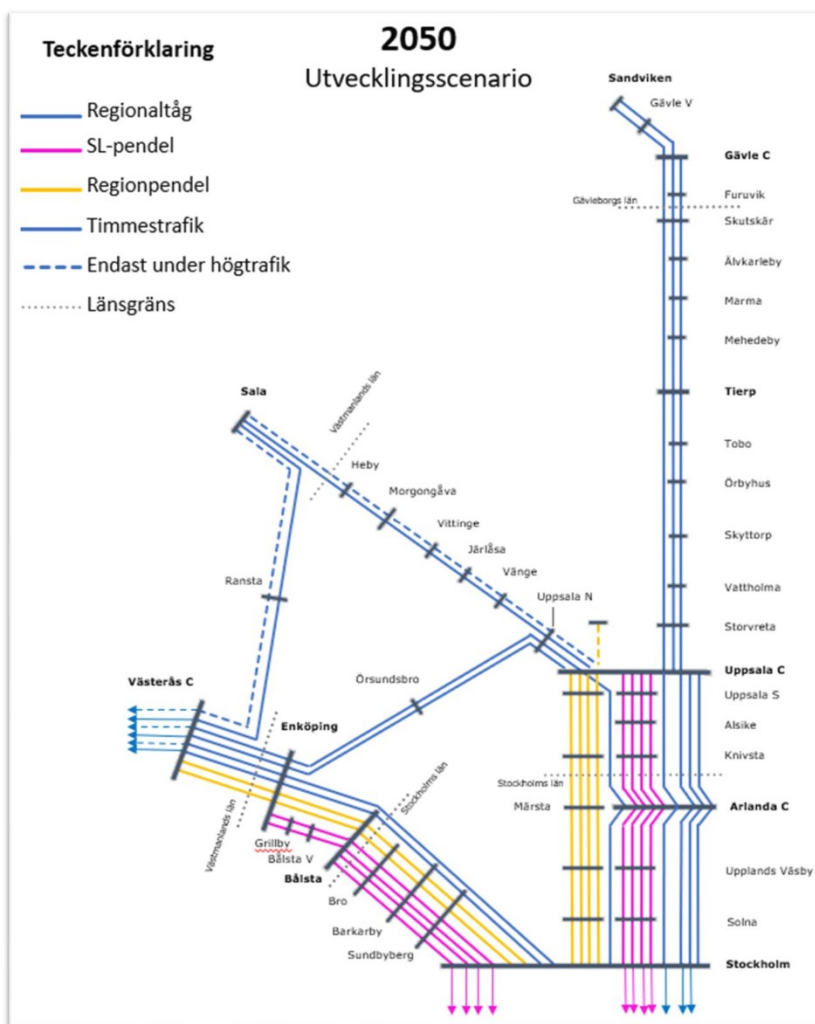 2050
Utvecklingsscenario
Teckenförklaring
Regionaltåg
SL-pendel
Regionpendel
Timmestrafik
Endast under högtrafik
Länsgräns
Sandviken
Gävle V
Gävle C
Furuvik
Gävleborgs län
Skutskär
Älvkarleby
Marma
Mehedeby
Tierp
Tobo
Örbyhus
Skyttorp
Vattholma
Storvreta
Sala
Västmanlands län
Heby
Morgongåva
Vittinge
Järlåsa
Vänge
Uppsala N
Ransta
Örsundsbro
Västerås C
Enköping
Uppsala C
Uppsala S
Alsike
Knivsta
Stockholms län
Märsta
Arlanda C
Upplands Väsby
Solna
Stockholm
Stockholms län
Västmanlands län
Grillby
Bålsta V
Bålsta
Bro
Barkarby
Sundbyberg